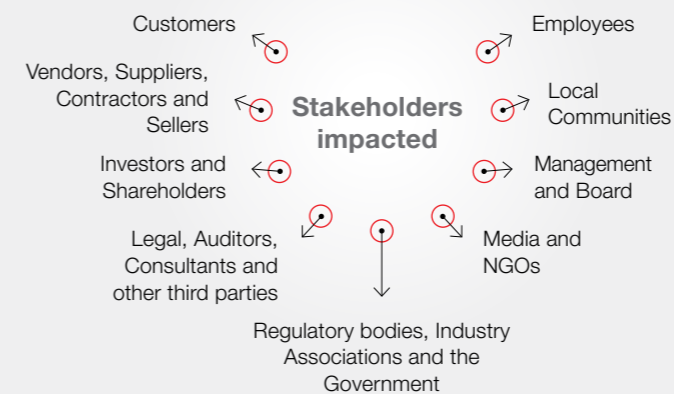 Customers
Employees
Vendors, Suppliers,
Contractors and
Sellers
Stakeholders
impacted
Local
Communities
Investors and
Shareholders
Management
and Board
Legal, Auditors,
Consultants and
other third parties
Media and
NGOs
Regulatory bodies, Industry
Associations and the
Government